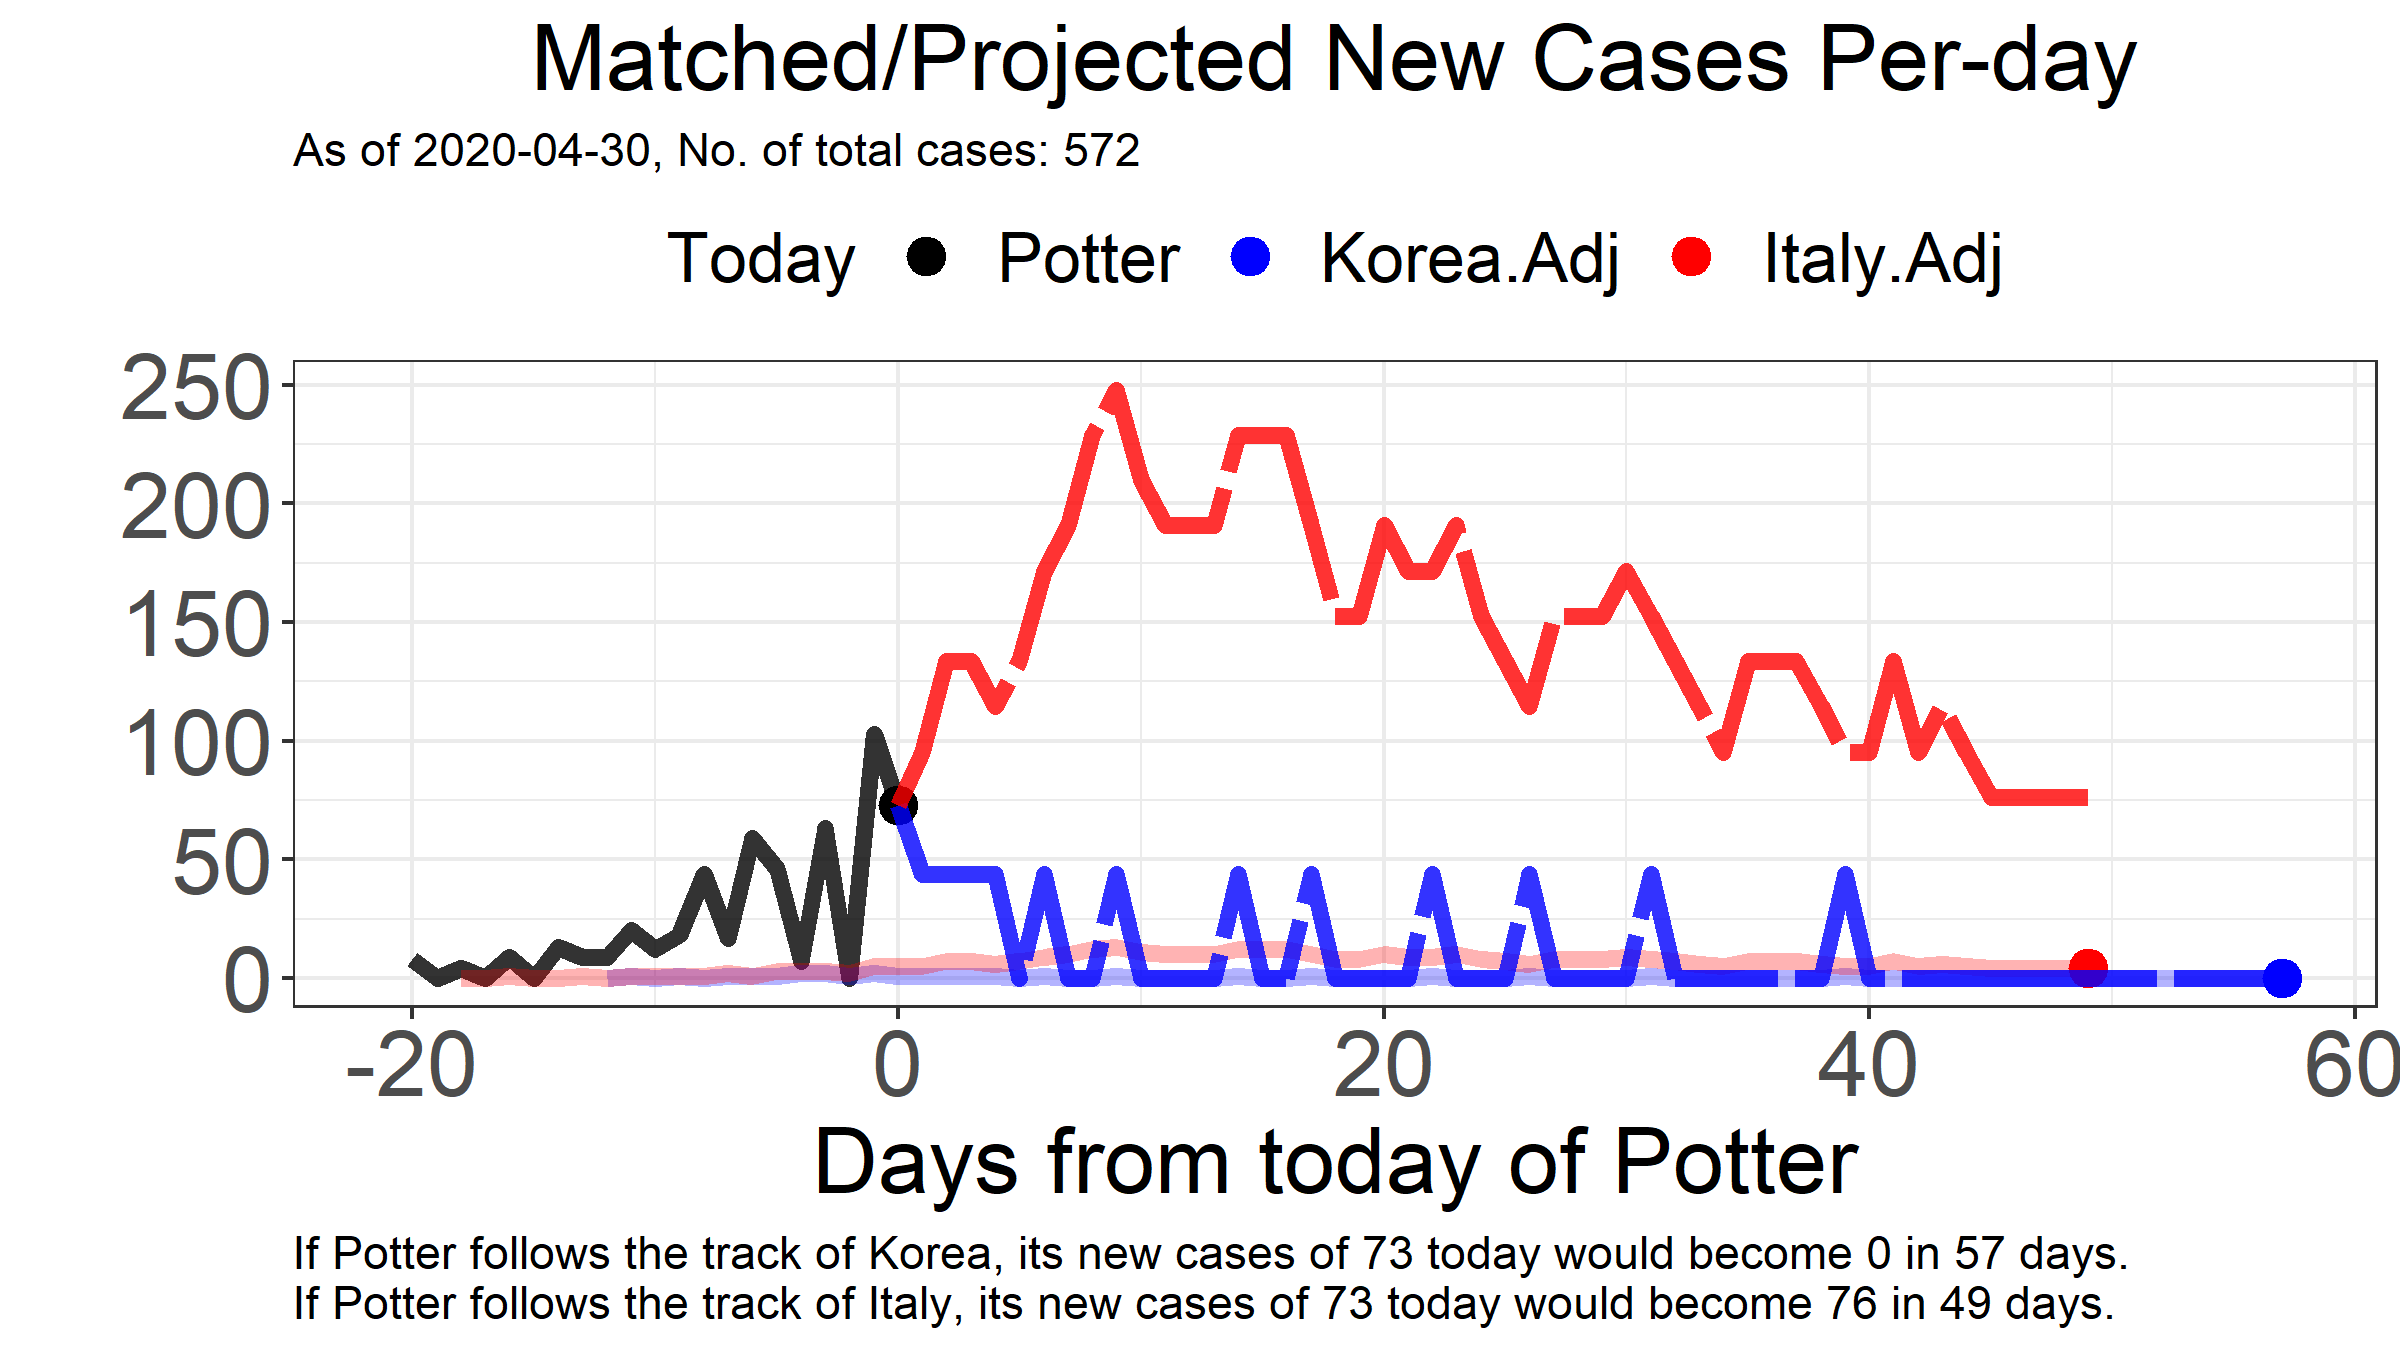 Matched/Projected New Cases Per-day
As of 2020-04-30, No. of total cases: 572
Today Potter Korea.Adj Italy.Adj
250
200
150
100
50
0
-20 0 20 40 60
Days from today of Potter
If Potter follows the track of Korea, its new cases of 73 today would become 0 in 57 days.
If Potter follows the track of Italy, its new cases of 73 today would become 76 in 49 days.